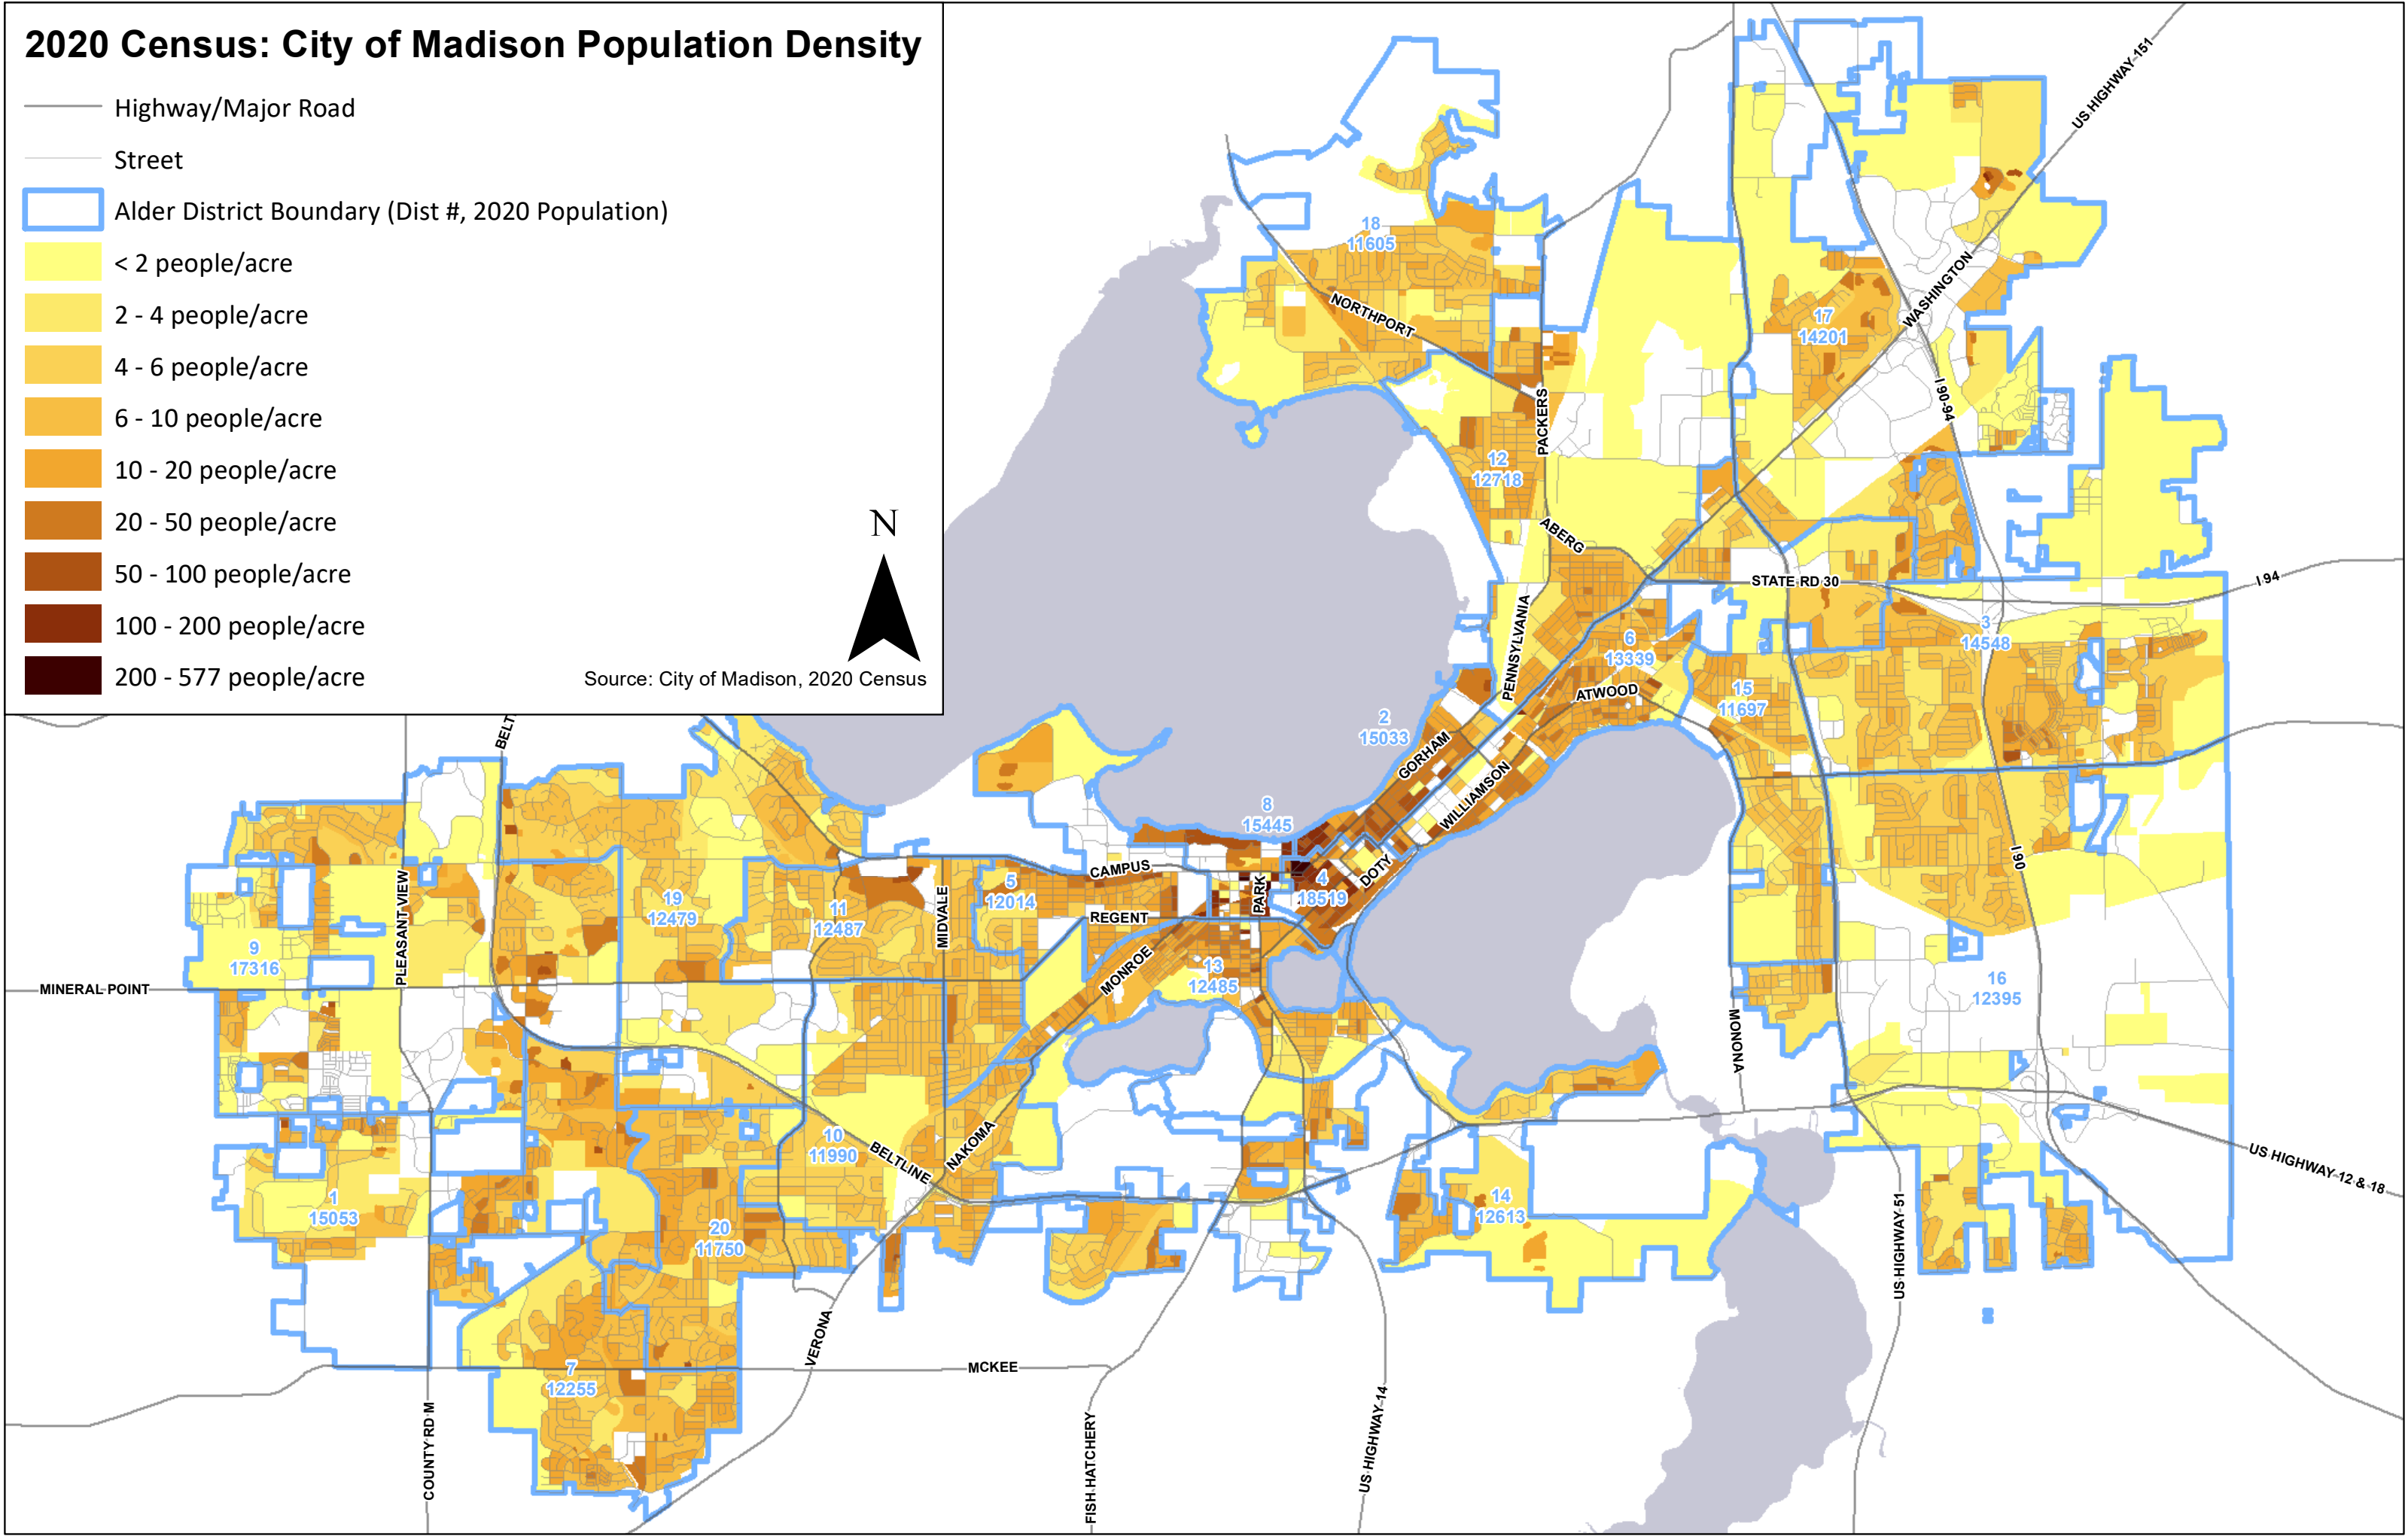 2020 Census: City of Madison Population Density
Highway/Major Road
Street
Alder District Boundary (Dist #, 2020 Population)
< 2 people/acre
2 - 4 people/acre
4 - 6 people/acre
6 - 10 people/acre
10 - 20 people/acre
20 - 50 people/acre
50 - 100 people/acre
100 - 200 people/acre
200 - 577 people/acre
N
Source: City of Madison, 2020 Census
US HIGHWAY 151
18
11605
NORTHPORT
WASHINGTON
17
14201
I 90-94
PACKERS
12
12718
ABERG
STATE RD 30
I 94
PENNSYLVANIA
6
13339
3
14548
ATWOOD
15
11697
2
15033
GORHAM
WILLIAMSON
BELT
8
15445
CAMPUS
DOTY
I 90
PARK
4
18519
5
12014
REGENT
MIDVALE
19
12479
11
12487
PLEASANT VIEW
9
17316
MINERAL POINT
MONROE
13
12485
16
12395
MONONA
10
11990
BELTLINE
NAKOMA
US HIGHWAY 12 & 18
1
15053
20
11750
14
12613
US HIGHWAY 51
VERONA
MCKEE
7
12255
COUNTY RD M
FISH HATCHERY
US HIGHWAY 14